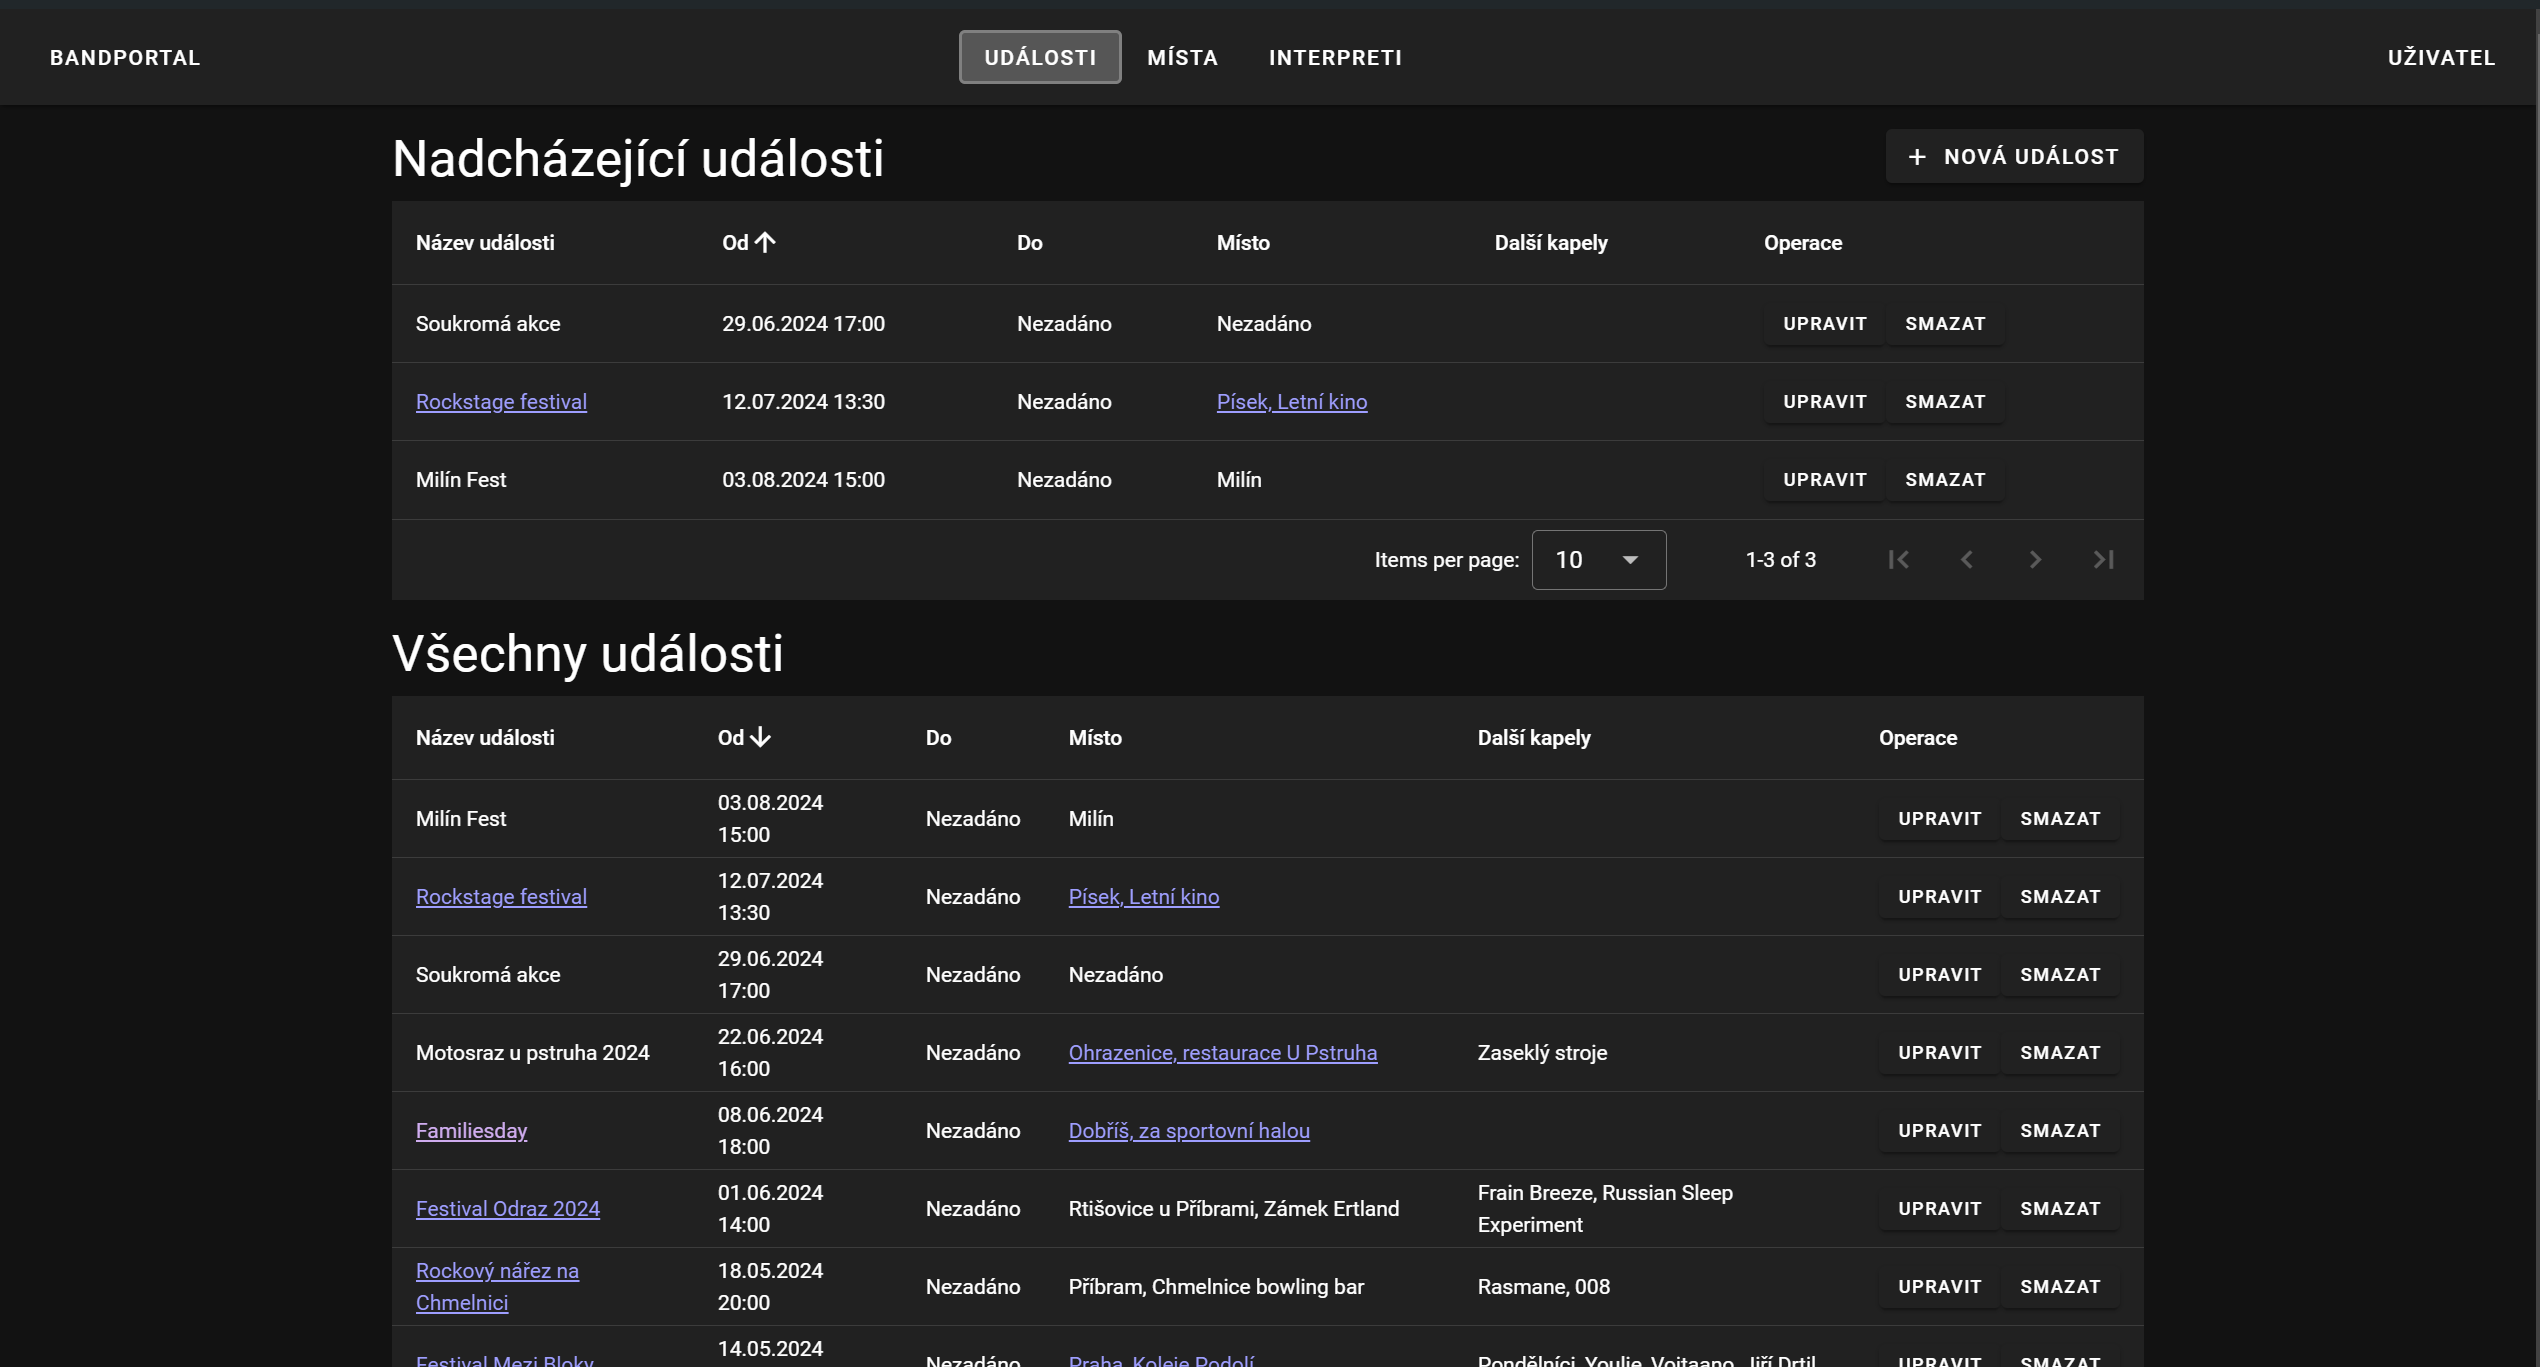 BANDPORTAL UDÁLOSTI MÍSTA INTERPRETI UŽIVATEL
Nadcházející události + NOVÁ UDÁLOST
Název události Od Do Místo Další kapely Operace
Soukromá akce 29.06.2024 17:00 Nezadáno Nezadáno UPRAVIT SMAZAT
Rockstage festival 12.07.2024 13:30 Nezadáno Písek, Letní kino UPRAVIT SMAZAT
Milín Fest 03.08.2024 15:00 Nezadáno Milín UPRAVIT SMAZAT
Items per page: 10 1-3 of 3
Všechny události
Název události Od Do Místo Další kapely Operace
Milín Fest 03.08.2024 15:00 Nezadáno Milín UPRAVIT SMAZAT
Rockstage festival 12.07.2024 13:30 Nezadáno Písek, Letní kino UPRAVIT SMAZAT
Soukromá akce 29.06.2024 17:00 Nezadáno Nezadáno UPRAVIT SMAZAT
Motosraz u pstruha 2024 22.06.2024 16:00 Nezadáno Ohrazenice, restaurace U Pstruha Zaseklý stroje UPRAVIT SMAZAT
Familiesday 08.06.2024 18:00 Nezadáno Dobříš, za sportovní halou UPRAVIT SMAZAT
Festival Odraz 2024 01.06.2024 14:00 Nezadáno Rtišovice u Příbrami, Zámek Ertland Frain Breeze, Russian Sleep Experiment UPRAVIT SMAZAT
Rockový nářez na Chmelnici 18.05.2024 20:00 Nezadáno Příbram, Chmelnice bowling bar Rasmane, 008 UPRAVIT SMAZAT
Festival Mezi Bloky 14.05.2024 Nezadáno Praha, Koleje Podolí Pondělníci, Youlie, Vojtaano, Jiří Drtil UPRAVIT SMAZAT